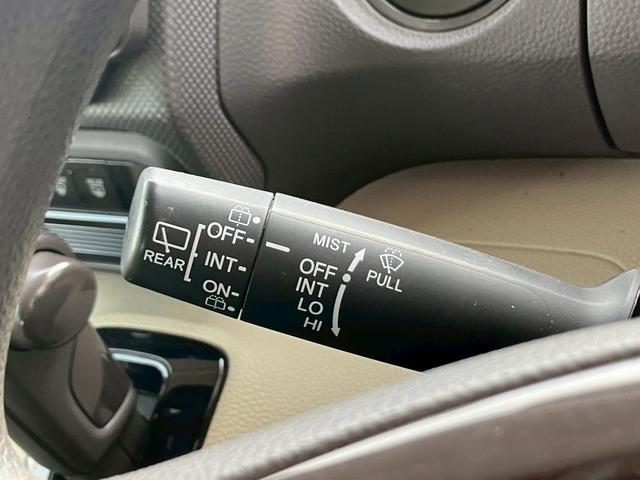 REAR
OFF
INT
ON
MIST
OFF
INT
LO
HI
PULL